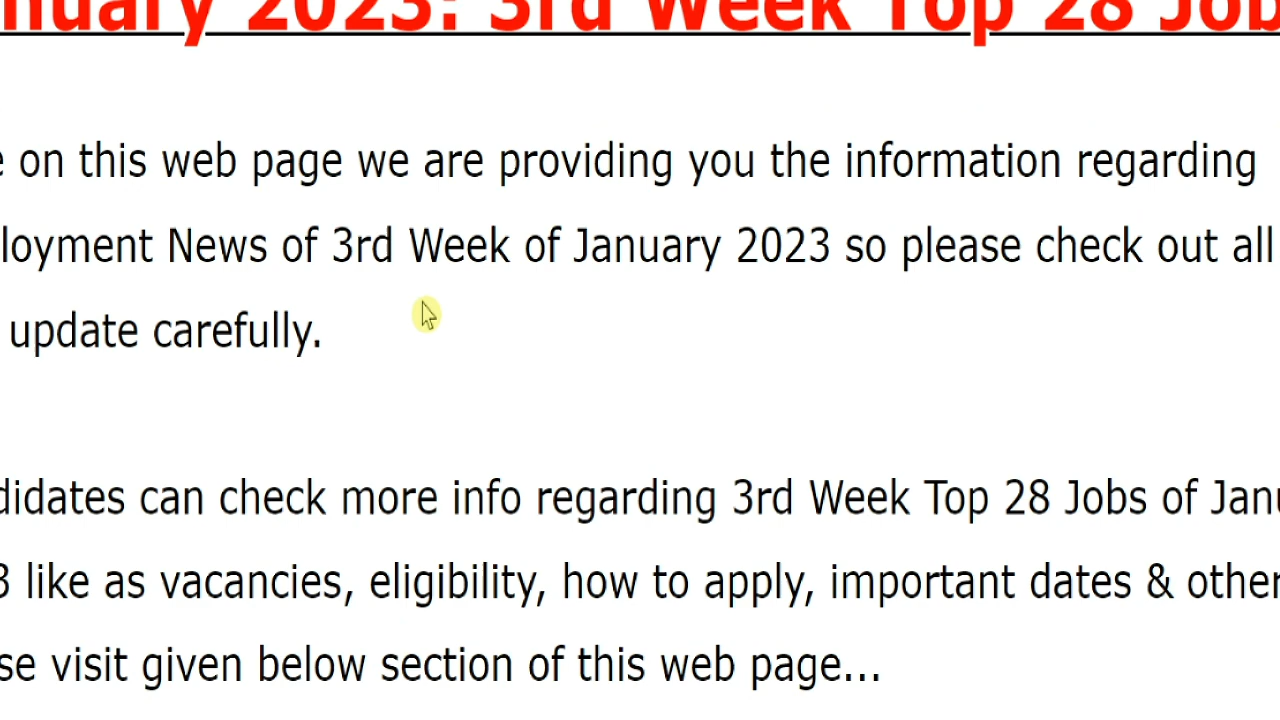 nuary 2023: 3rd Week Top 28 Job
e on this web page we are providing you the information regarding
loyment News of 3rd Week of January 2023 so please check out all
update carefully.
didates can check more info regarding 3rd Week Top 28 Jobs of Janu
3 like as vacancies, eligibility, how to apply, important dates & other
se visit given below section of this web page...